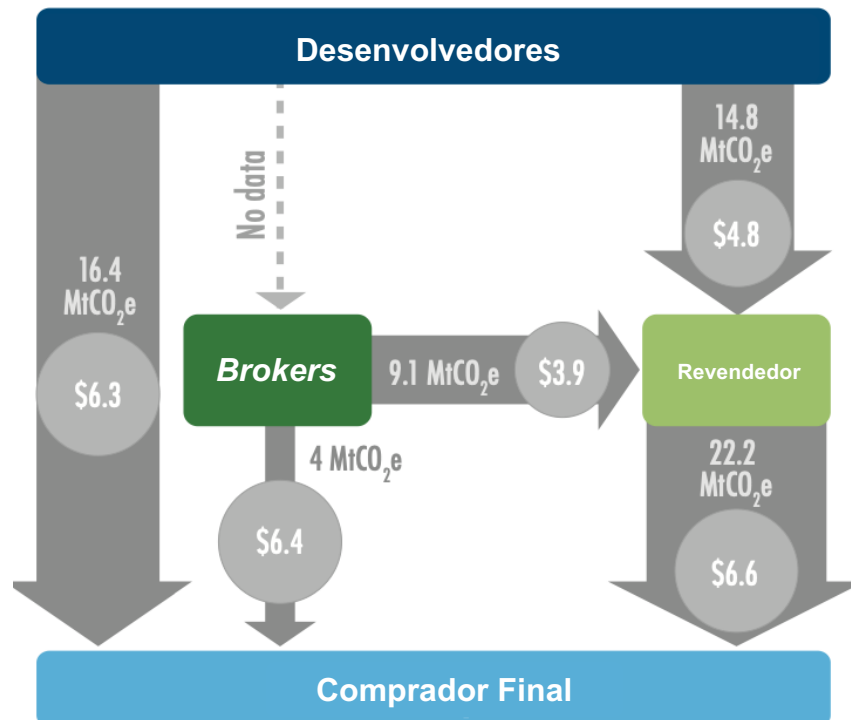 Desenvolvedores
14.8
MtCO₂e
$4.8
No data
16.4
MtCO₂e
$6.3
Brokers
9.1 MtCO₂e
$3.9
Revendedor
4 MtCO₂e
$6.4
22.2
MtCO₂e
$6.6
Comprador Final